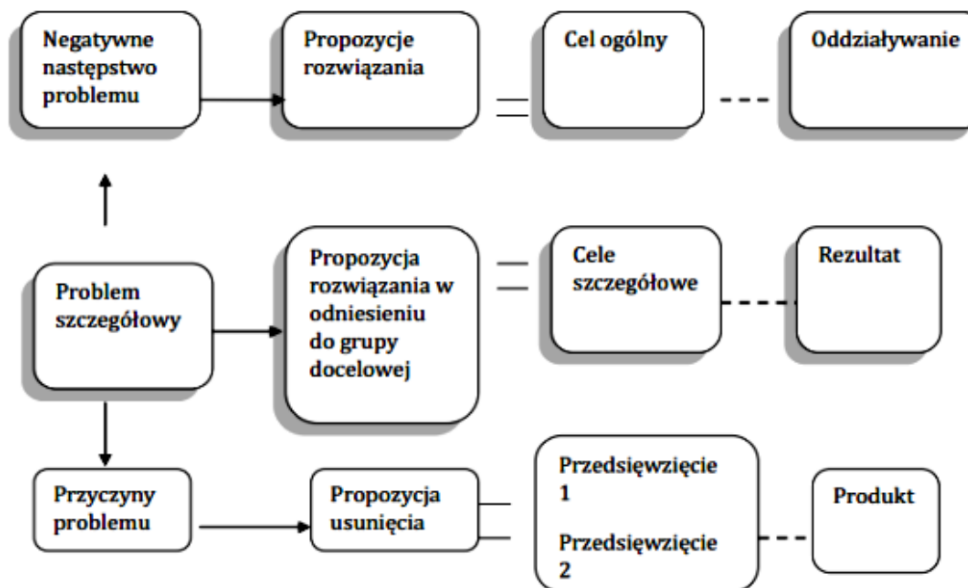 Negatywne
następstwo
problemu
Propozycje
rozwiązania
Cel ogólny
Oddziaływanie
Problem
szczegółowy
Propozycja
rozwiązania w
odniesieniu
do grupy
docelowej
Cele
szczegółowe
Rezultat
Przyczyny
problemu
Propozycja
usunięcia
Przedsięwzięcie
1
Przedsięwzięcie
2
Produkt